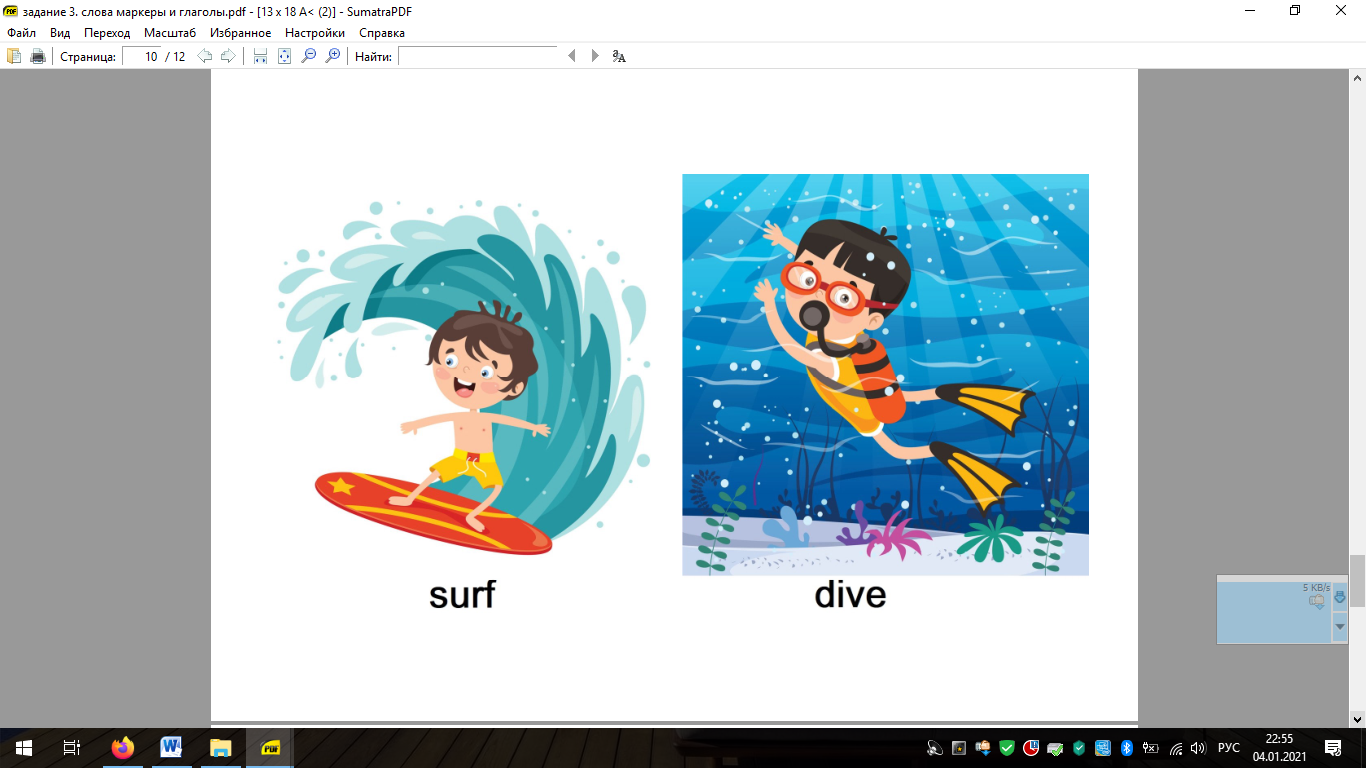 задание 3. слова маркеры и глаголы.pdf - [13 x 18 A< (2)] - SumatraPDF
Файл Вид Переход Масштаб Избранное Настройки Справка
Страница: 10 / 12 Найти:
surf
dive
5 KB/s
РУС
22:55
04.01.2021